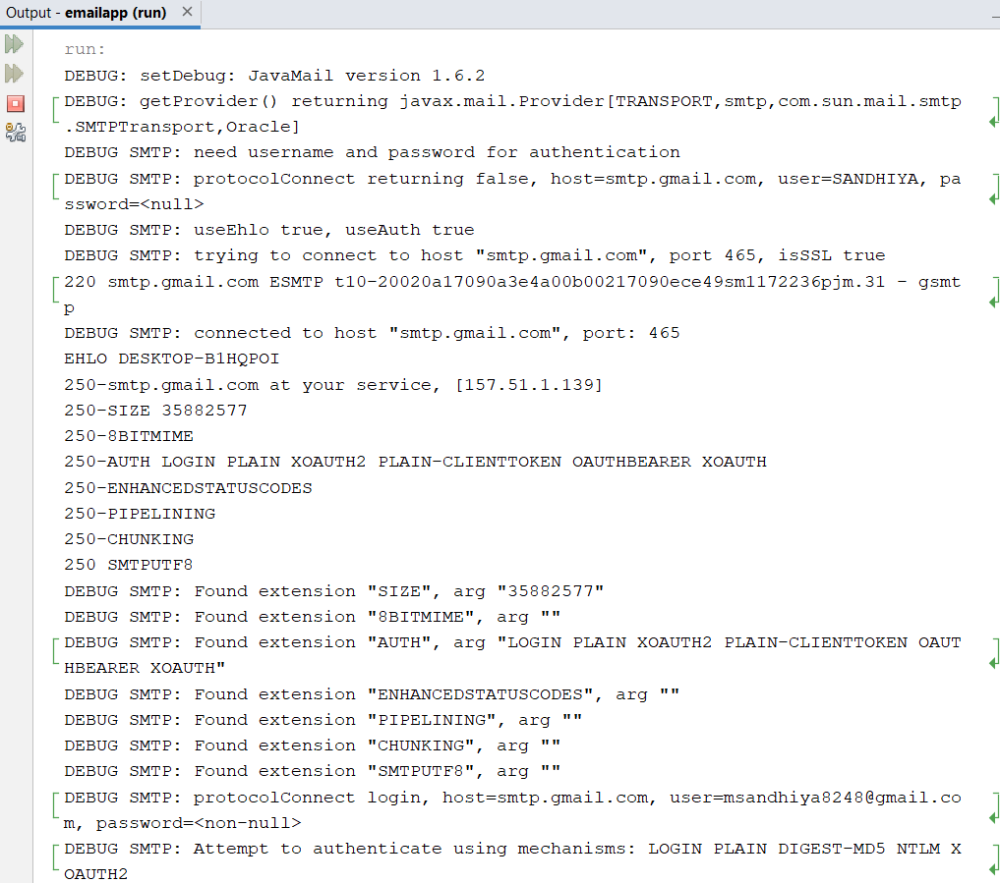 Output - emailapp (run) ×
run:
DEBUG: setDebug: JavaMail version 1.6.2
DEBUG: getProvider() returning javax.mail.Provider[TRANSPORT,smtp,com.sun.mail.smtp
.SMTPTransport,Oracle]
DEBUG SMTP: need username and password for authentication
DEBUG SMTP: protocolConnect returning false, host=smtp.gmail.com, user=SANDHIYA, pa
ssword=<null>
DEBUG SMTP: useEhlo true, useAuth true
DEBUG SMTP: trying to connect to host "smtp.gmail.com", port 465, isSSL true
220 smtp.gmail.com ESMTP t10-20020a17090a3e4a00b00217090ece49sm1172236pjm.31 - gsmt
p
DEBUG SMTP: connected to host "smtp.gmail.com", port: 465
EHLO DESKTOP-B1HQPOI
250-smtp.gmail.com at your service, [157.51.1.139]
250-SIZE 35882577
250-8BITMIME
250-AUTH LOGIN PLAIN XOAUTH2 PLAIN-CLIENTTOKEN OAUTHBEARER XOAUTH
250-ENHANCEDSTATUSCODES
250-PIPELINING
250-CHUNKING
250 SMTPUTF8
DEBUG SMTP: Found extension "SIZE", arg "35882577"
DEBUG SMTP: Found extension "8BITMIME", arg ""
DEBUG SMTP: Found extension "AUTH", arg "LOGIN PLAIN XOAUTH2 PLAIN-CLIENTTOKEN OAUT
HBEARER XOAUTH"
DEBUG SMTP: Found extension "ENHANCEDSTATUSCODES", arg ""
DEBUG SMTP: Found extension "PIPELINING", arg ""
DEBUG SMTP: Found extension "CHUNKING", arg ""
DEBUG SMTP: Found extension "SMTPUTF8", arg ""
DEBUG SMTP: protocolConnect login, host=smtp.gmail.com, user=msandhiya8248@gmail.co
m, password=<non-null>
DEBUG SMTP: Attempt to authenticate using mechanisms: LOGIN PLAIN DIGEST-MD5 NTLM X
OAUTH2